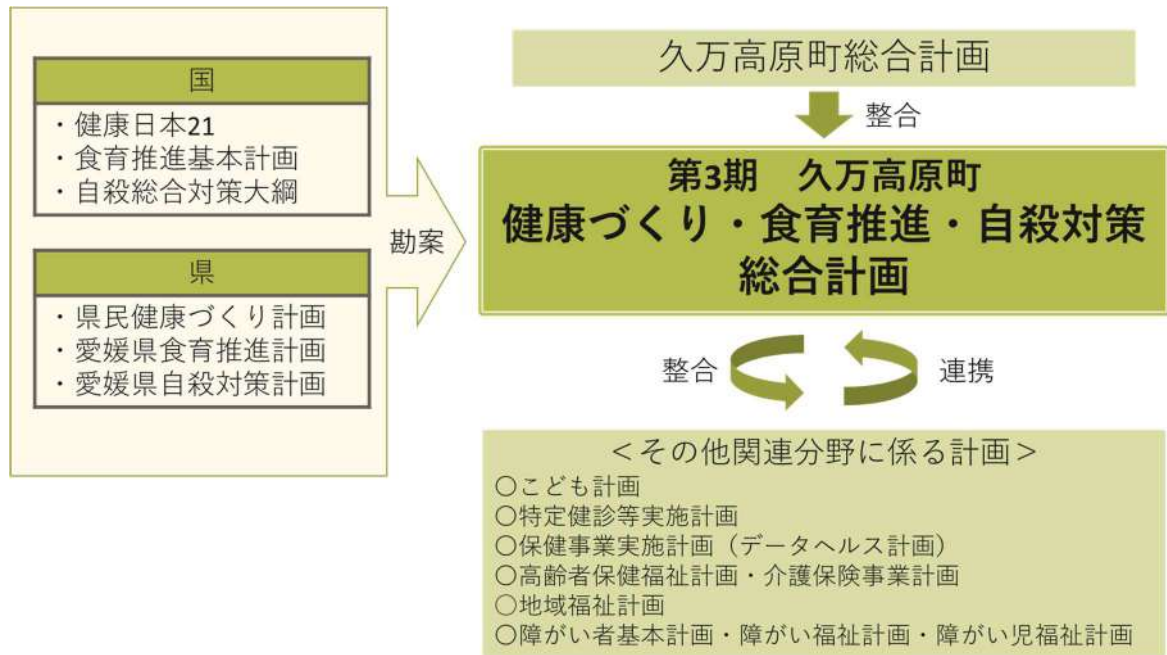 国
・健康日本21
・食育推進基本計画
・自殺総合対策大綱
県
・県民健康づくり計画
・愛媛県食育推進計画
・愛媛県自殺対策計画
勘案
久万高原町総合計画
整合
第3期　久万高原町
健康づくり・食育推進・自殺対策
総合計画
整合
連携
＜その他関連分野に係る計画＞
○こども計画
○特定健診等実施計画
○保健事業実施計画（データヘルス計画）
○高齢者保健福祉計画・介護保険事業計画
○地域福祉計画
○障がい者基本計画・障がい福祉計画・障がい児福祉計画